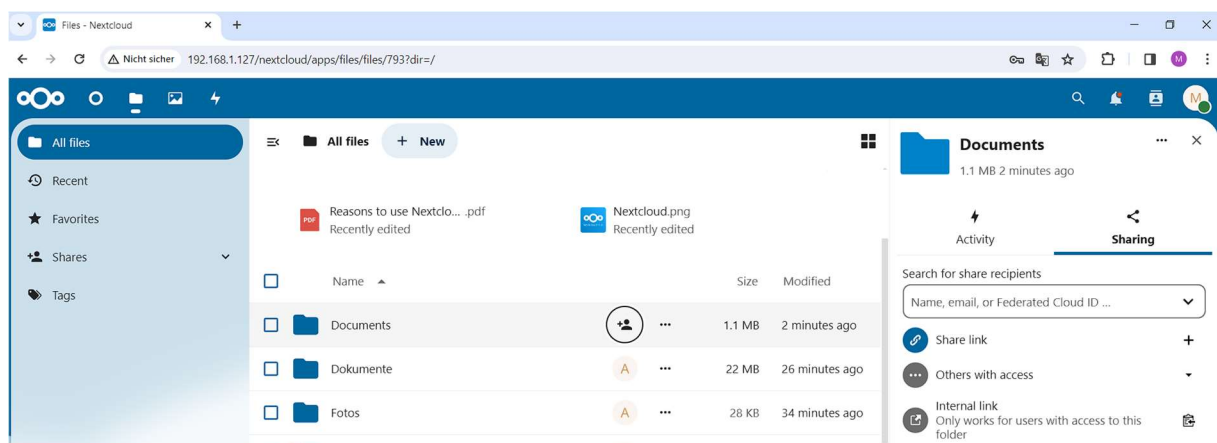 Files - Nextcloud
Nicht sicher 192.168.1.127/nextcloud/apps/files/files/793?dir=/
M
M
All files
Recent
Favorites
Shares
Tags
All files + New
PDF
Reasons to use Nextclo... .pdf
Recently edited
Nextcloud.png
Recently edited
Name Size Modified
Documents ... 1.1 MB 2 minutes ago
Dokumente A ... 22 MB 26 minutes ago
Fotos A ... 28 KB 34 minutes ago
Documents
1.1 MB 2 minutes ago
Activity Sharing
Search for share recipients
Name, email, or Federated Cloud ID ...
Share link +
Others with access
Internal link
Only works for users with access to this
folder